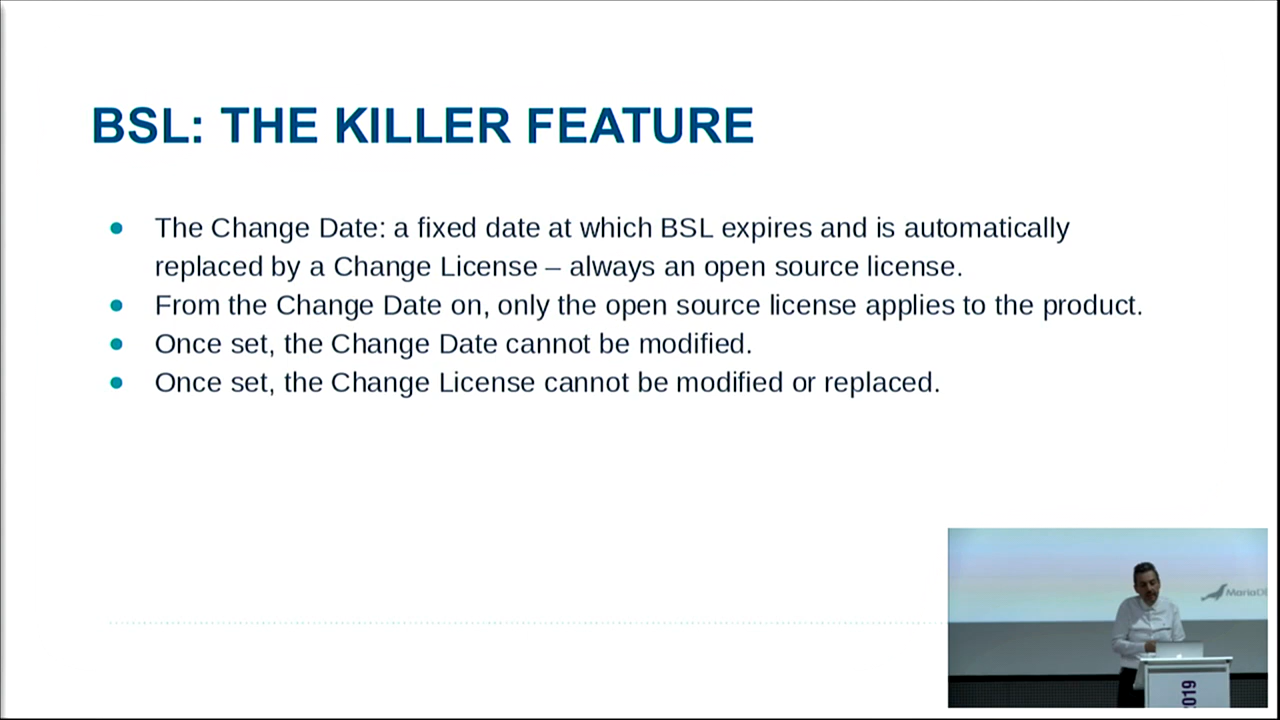 BSL: THE KILLER FEATURE
● The Change Date: a fixed date at which BSL expires and is automatically
replaced by a Change License – always an open source license.
● From the Change Date on, only the open source license applies to the product.
● Once set, the Change Date cannot be modified.
● Once set, the Change License cannot be modified or replaced.
MariaDB
2019